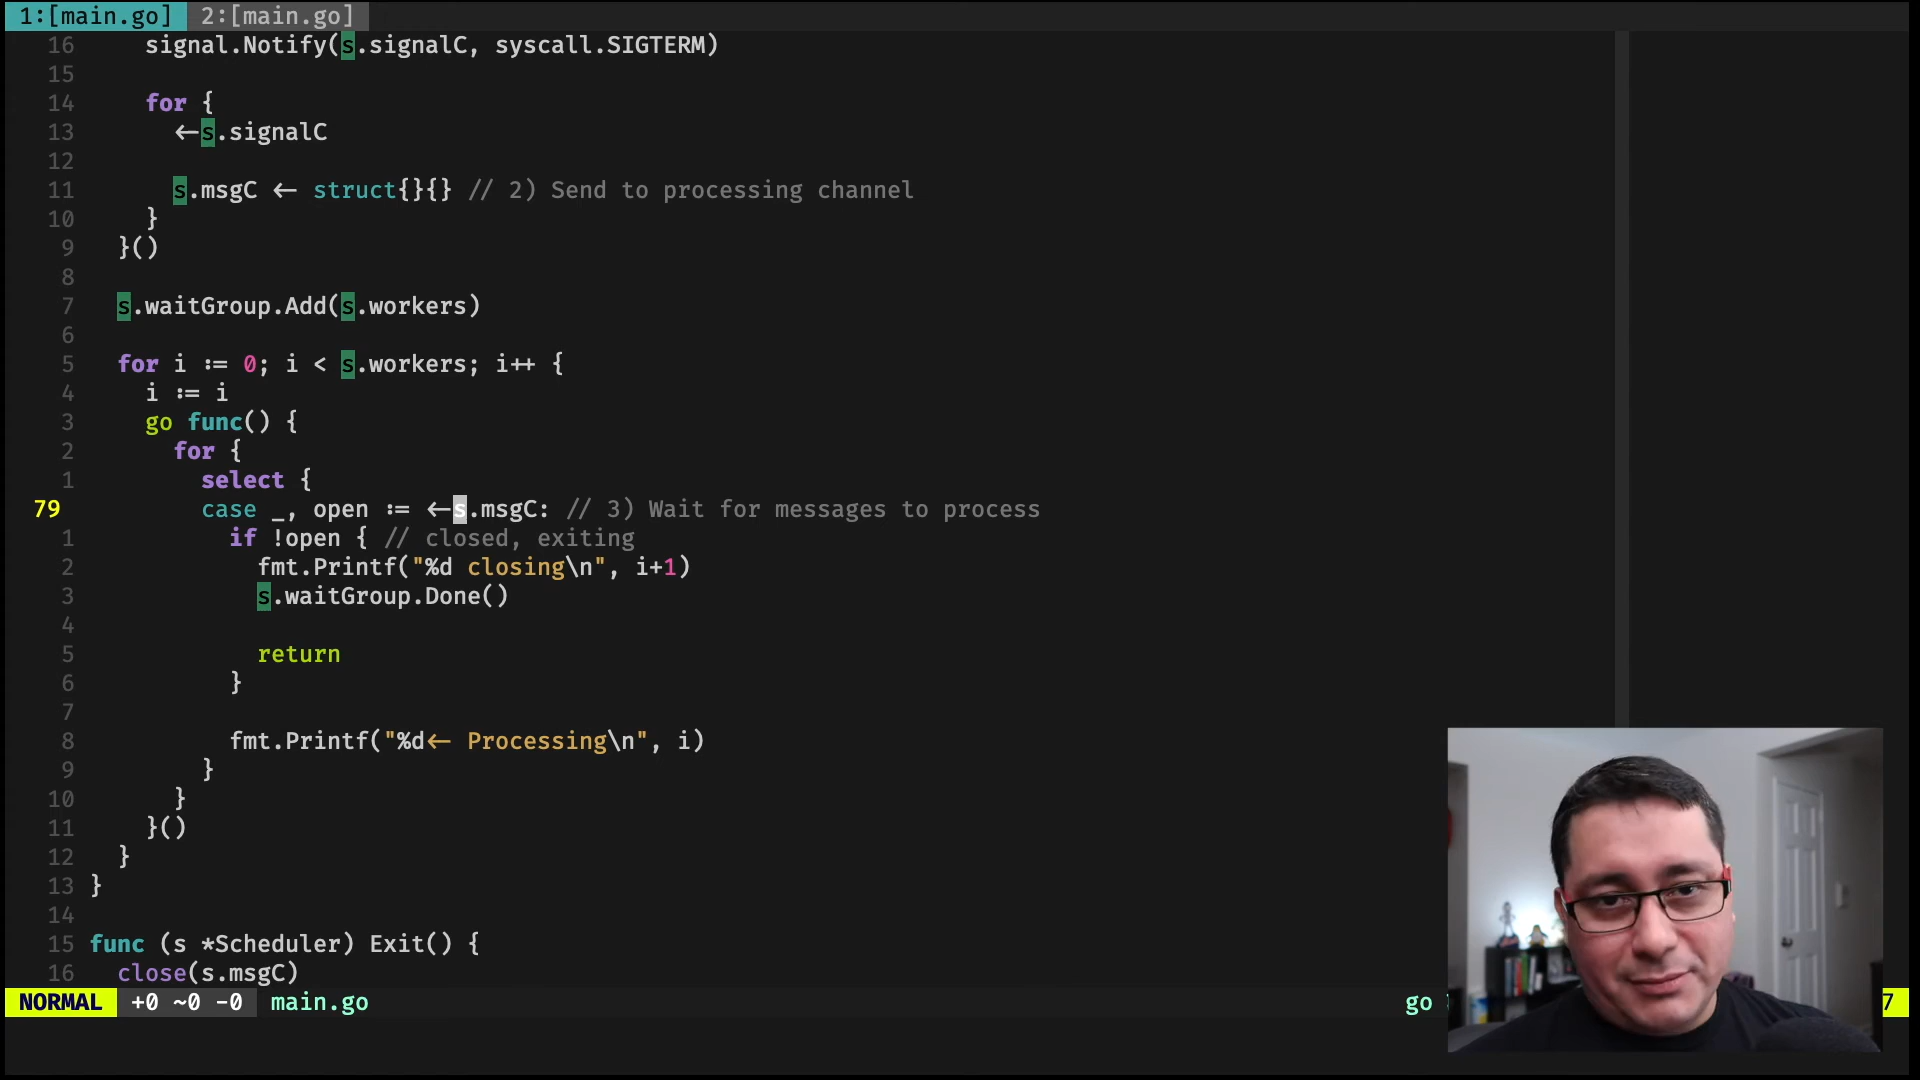 1:[main.go] 2:[main.go]
16 signal.Notify(s.signalC, syscall.SIGTERM)
15
14 for {
13 ←s.signalC
12
11 s.msgC ← struct{}{} // 2) Send to processing channel
10 }
9 }()
8
7 s.waitGroup.Add(s.workers)
6
5 for i := 0; i < s.workers; i++ {
4 i := i
3 go func() {
2 for {
1 select {
79 case _, open := ←s.msgC: // 3) Wait for messages to process
1 if !open { // closed, exiting
2 fmt.Printf("%d closing\n", i+1)
3 s.waitGroup.Done()
4
5 return
6 }
7
8 fmt.Printf("%d← Processing\n", i)
9 }
10 }
11 }()
12 }
13 }
14
15 func (s *Scheduler) Exit() {
16 close(s.msgC)
NORMAL +0 ~0 -0 main.go go 7